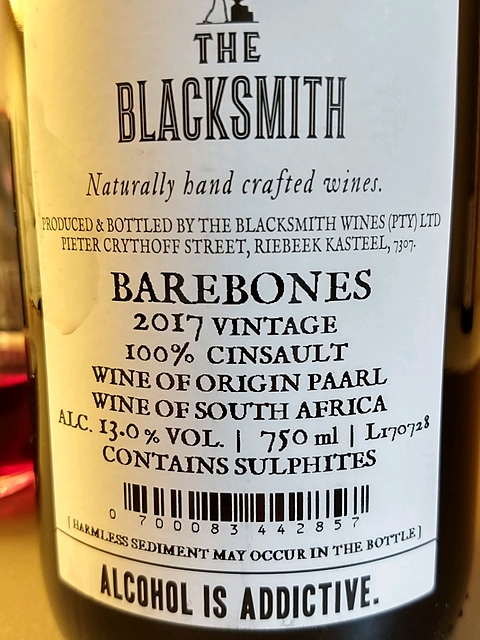 THE
BLACKSMITH
Naturally hand crafted wines.
PRODUCED & BOTTLED BY THE BLACKSMITH WINES (PTY) LTD
PIETER CRYTHOFF STREET, RIEBEEK KASTEEL, 7307.
BAREBONES
2017 VINTAGE
100% CINSAULT
WINE OF ORIGIN PAARL
WINE OF SOUTH AFRICA
ALC. 13.0 % VOL. | 750 ml | L170728
CONTAINS SULPHITES
0 700083 442857
[ HARMLESS SEDIMENT MAY OCCUR IN THE BOTTLE ]
ALCOHOL IS ADDICTIVE.